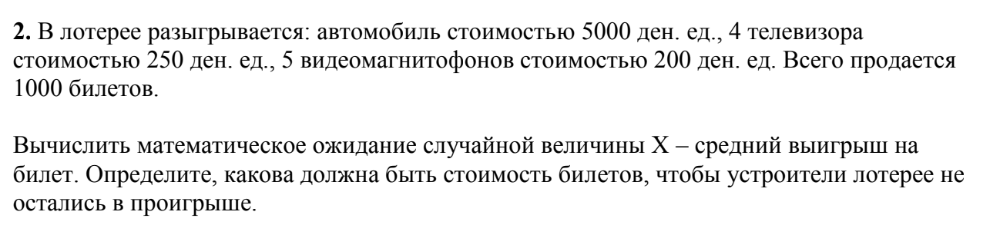 2. В лотерее разыгрывается: автомобиль стоимостью 5000 ден. ед., 4 телевизора
стоимостью 250 ден. ед., 5 видеомагнитофонов стоимостью 200 ден. ед. Всего продается
1000 билетов.
Вычислить математическое ожидание случайной величины X – средний выигрыш на
билет. Определите, какова должна быть стоимость билетов, чтобы устроители лотерее не
остались в проигрыше.